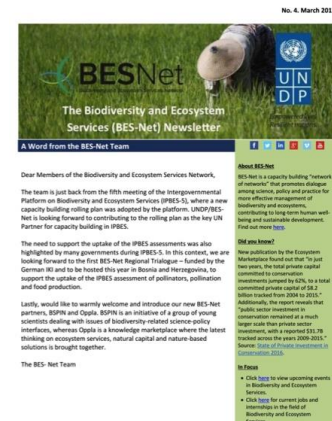 No. 4. March 201
BESNet
UN
DP
The Biodiversity and Ecosystem
Services (BES-Net) Newsletter
A Word from the BES-Net Team
Dear Members of the Biodiversity and Ecosystem Services Network,
The team is just back from the fifth meeting of the Intergovernmental
Platform on Biodiversity and Ecosystem Services (IPBES-5), where a new
capacity building rolling plan was adopted by the platform. UNDP/BES-
Net is looking forward to contributing to the rolling plan as the key UN
Partner for capacity building in IPBES.
The need to support the uptake of the IPBES assessments was also
highlighted by many governments during IPBES-5. In this context, we are
looking forward to the first BES-Net Regional Trialogue – funded by the
German IKI and to be hosted this year in Bosnia and Herzegovina, to
support the uptake of the IPBES assessment of pollinators, pollination
and food production.
Lastly, would to warmly welcome and introduce our new BES-Net
partners, BSPIN and Oppla. BSPIN is an initiative of a group of young
scientists dealing with issues of biodiversity-related science-policy
interfaces, whereas Oppla is a knowledge marketplace where the latest
thinking on ecosystem services, natural capital and nature-based
solutions is brought together.
The BES- Net Team
About BES-Net
BES-Net is a capacity building "network
of networks" that promotes dialogue
among science, policy and practice for
more effective management of
biodiversity and ecosystems,
contributing to long-term human well-
being and sustainable development.
Find out more here.
Did you know?
New publication by the Ecosystem
Marketplace found out that "in just
two years, the total private capital
committed to conservation
investments jumped by 62%, to a total
committed private capital of $8.2
billion tracked from 2004 to 2015."
Additionally, the report reveals that
"public sector investment in
conservation remained at a much
larger scale than private sector
investment, with a reported $31.7B
tracked across the years 2009-2015."
Source: State of Private Investment in
Conservation 2016.
In Focus
• Click here to view upcoming events
in Biodiversity and Ecosystem
Services.
• Click here for current jobs and
internships in the field of
Biodiversity and Ecosystem